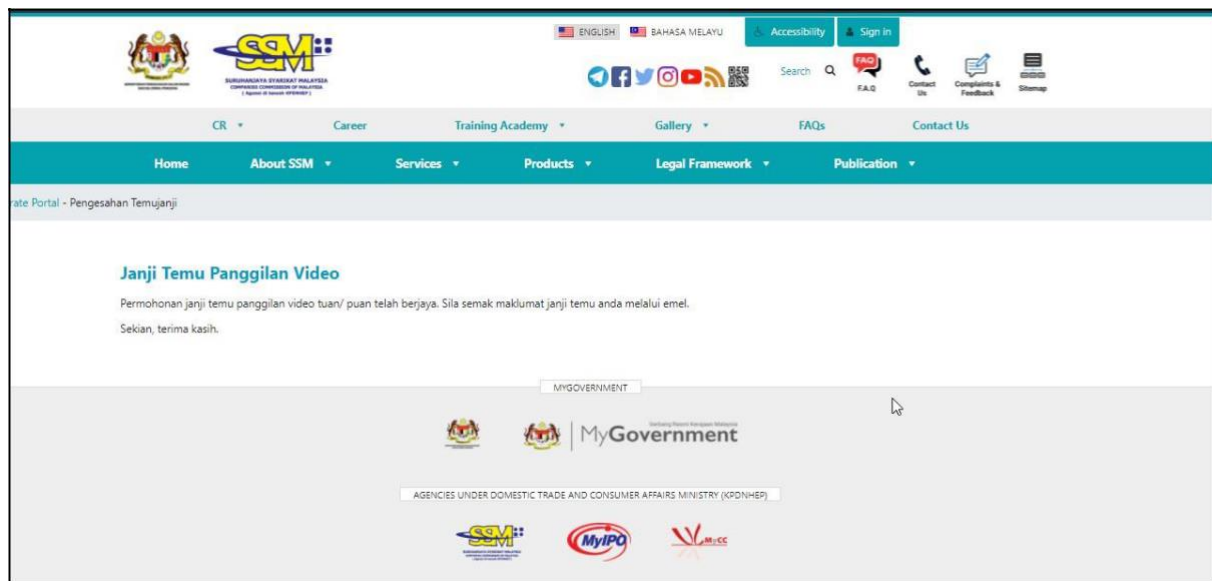 ENGLISH
BAHASA MELAYU
Accessibility
Sign in
SSM
SURUHANJAYA SYARIKAT MALAYSIA
COMPANIES COMMISSION OF MALAYSIA
Search
FAQ
F.A.Q
Contact Us
Complaints & Feedback
Sitemap
CR
Career
Training Academy
Gallery
FAQs
Contact Us
Home
About SSM
Services
Products
Legal Framework
Publication
rate Portal - Pengesahan Temujanji
Janji Temu Panggilan Video
Permohonan janji temu panggilan video tuan/ puan telah berjaya. Sila semak maklumat janji temu anda melalui emel.
Sekian, terima kasih.
MYGOVERNMENT
MyGovernment
AGENCIES UNDER DOMESTIC TRADE AND CONSUMER AFFAIRS MINISTRY (KPDNHEP)
SSM
MyIPO
MyCC